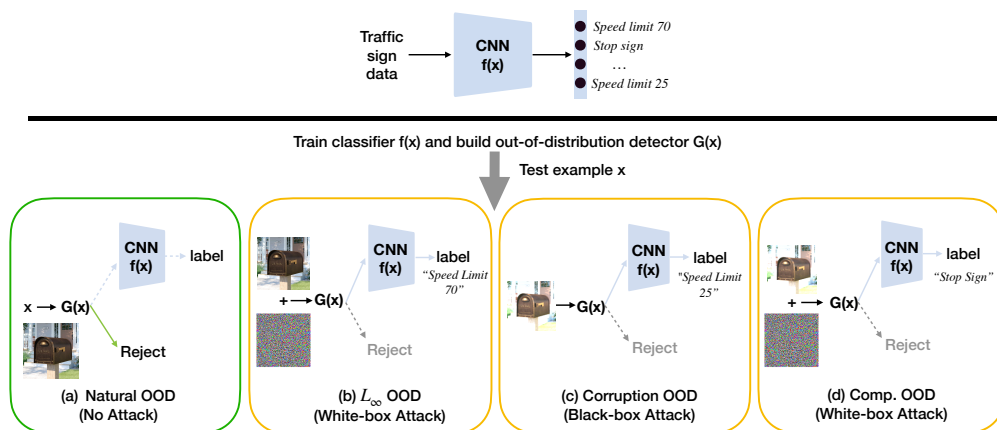 Traffic
sign
data
CNN
f(x)
Speed limit 70
Stop sign
…
Speed limit 25
Train classifier f(x) and build out-of-distribution detector G(x)
Test example x
CNN
f(x)
label
x
G(x)
Reject
(a) Natural OOD
(No Attack)
CNN
f(x)
label
“Speed Limit
70”
+
G(x)
Reject
(b) L∞ OOD
(White-box Attack)
CNN
f(x)
label
"Speed Limit
25”
G(x)
Reject
(c) Corruption OOD
(Black-box Attack)
CNN
f(x)
label
“Stop Sign”
+
G(x)
Reject
(d) Comp. OOD
(White-box Attack)